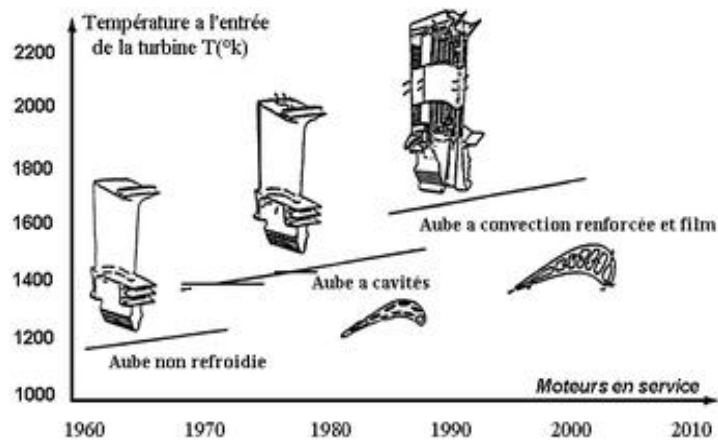 Température a l'entrée
de la turbine T(°k)
2200
2000
1800
1600
Aube a convection renforcée et film
1400
Aube a cavités
1200
Aube non refroidie
1000
Moteurs en service
1960 1970 1980 1990 2000 2010